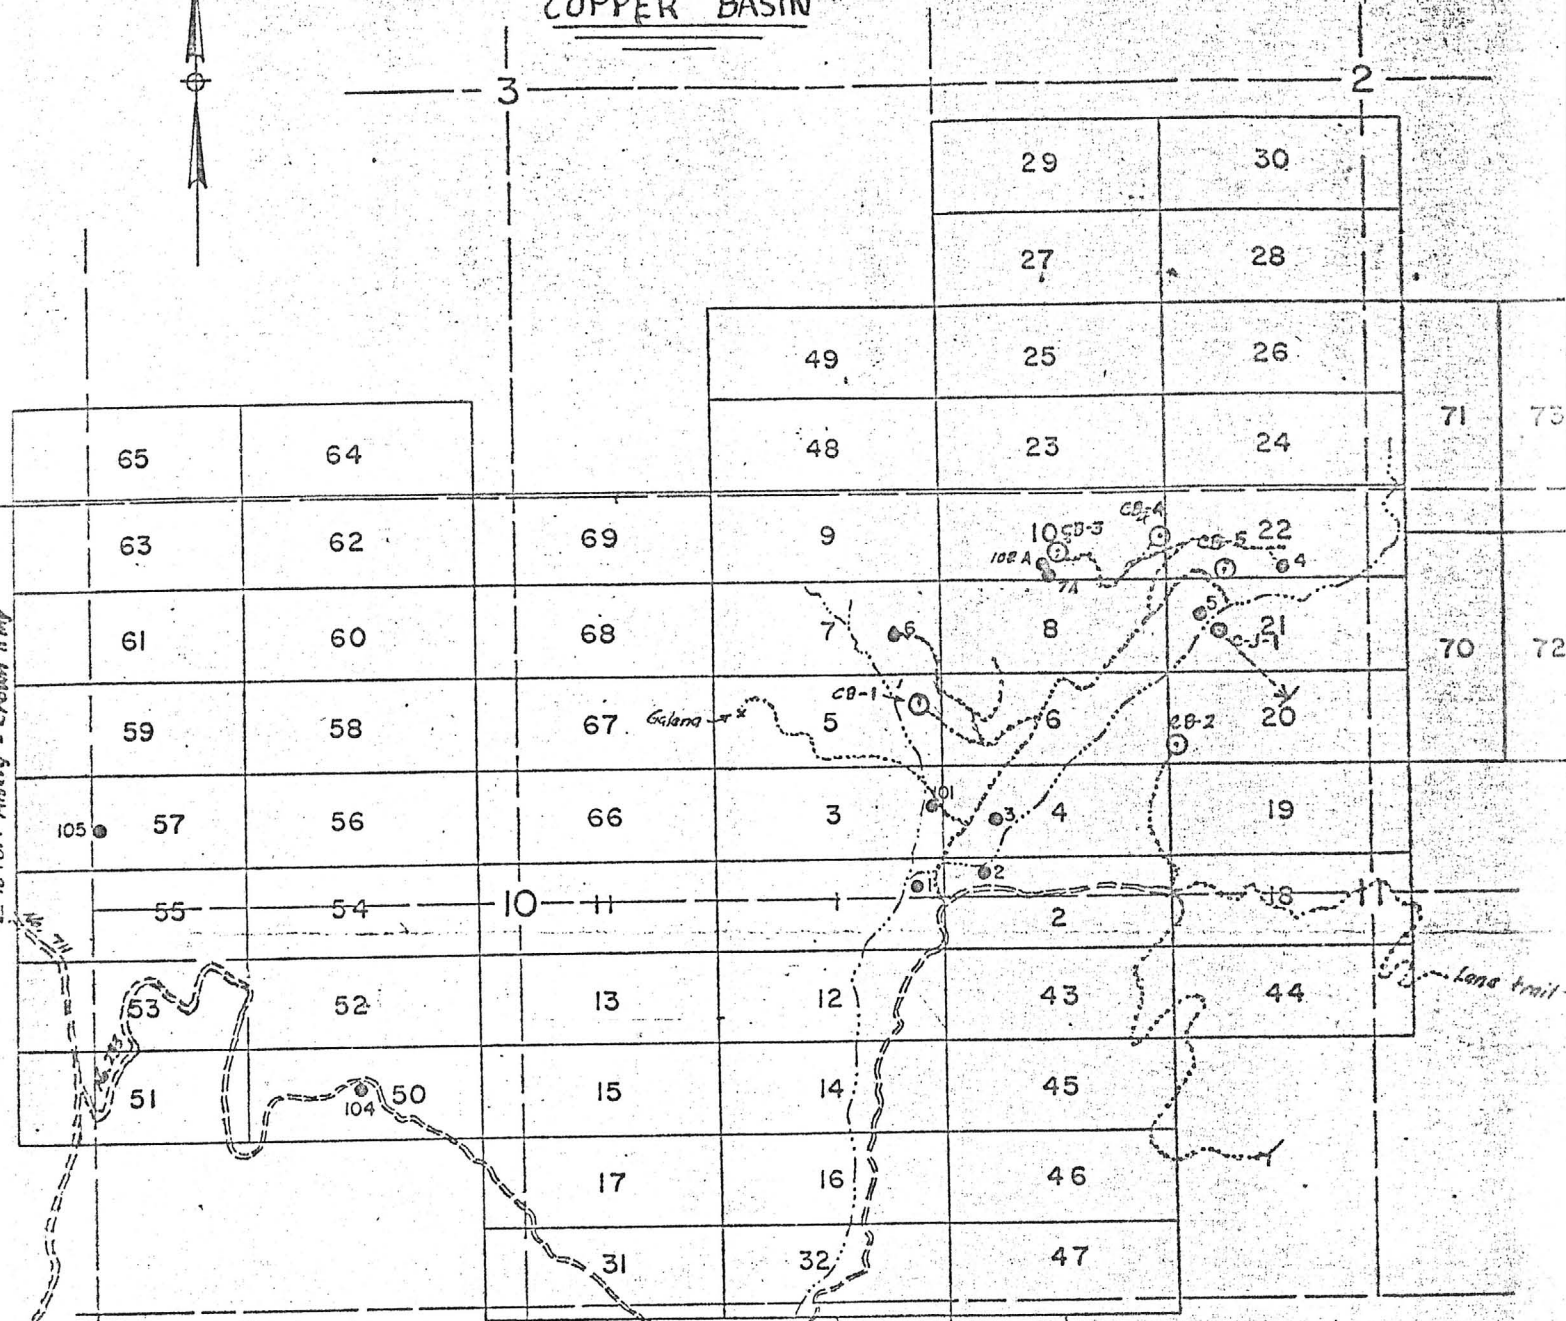 COPPER BASIN
3
2
29 30
27 28
49 25 26
71 73
65 64 48 23 24
CB-4
63 62 69 9 10 CB-3 22
102 A CB-5 4
7A
61 60 68 7 6 8 5 21
C-J-1
70 72
CB-1
59 58 67 Galena 5 6 CB-2 20
101
105 57 56 66 3 3 4 19
1 2
55 54 10 11 1 2 18 11
53 52 13 12 43 44
Lana trail
51 104 50 15 14 45
17 16 46
31 32 47